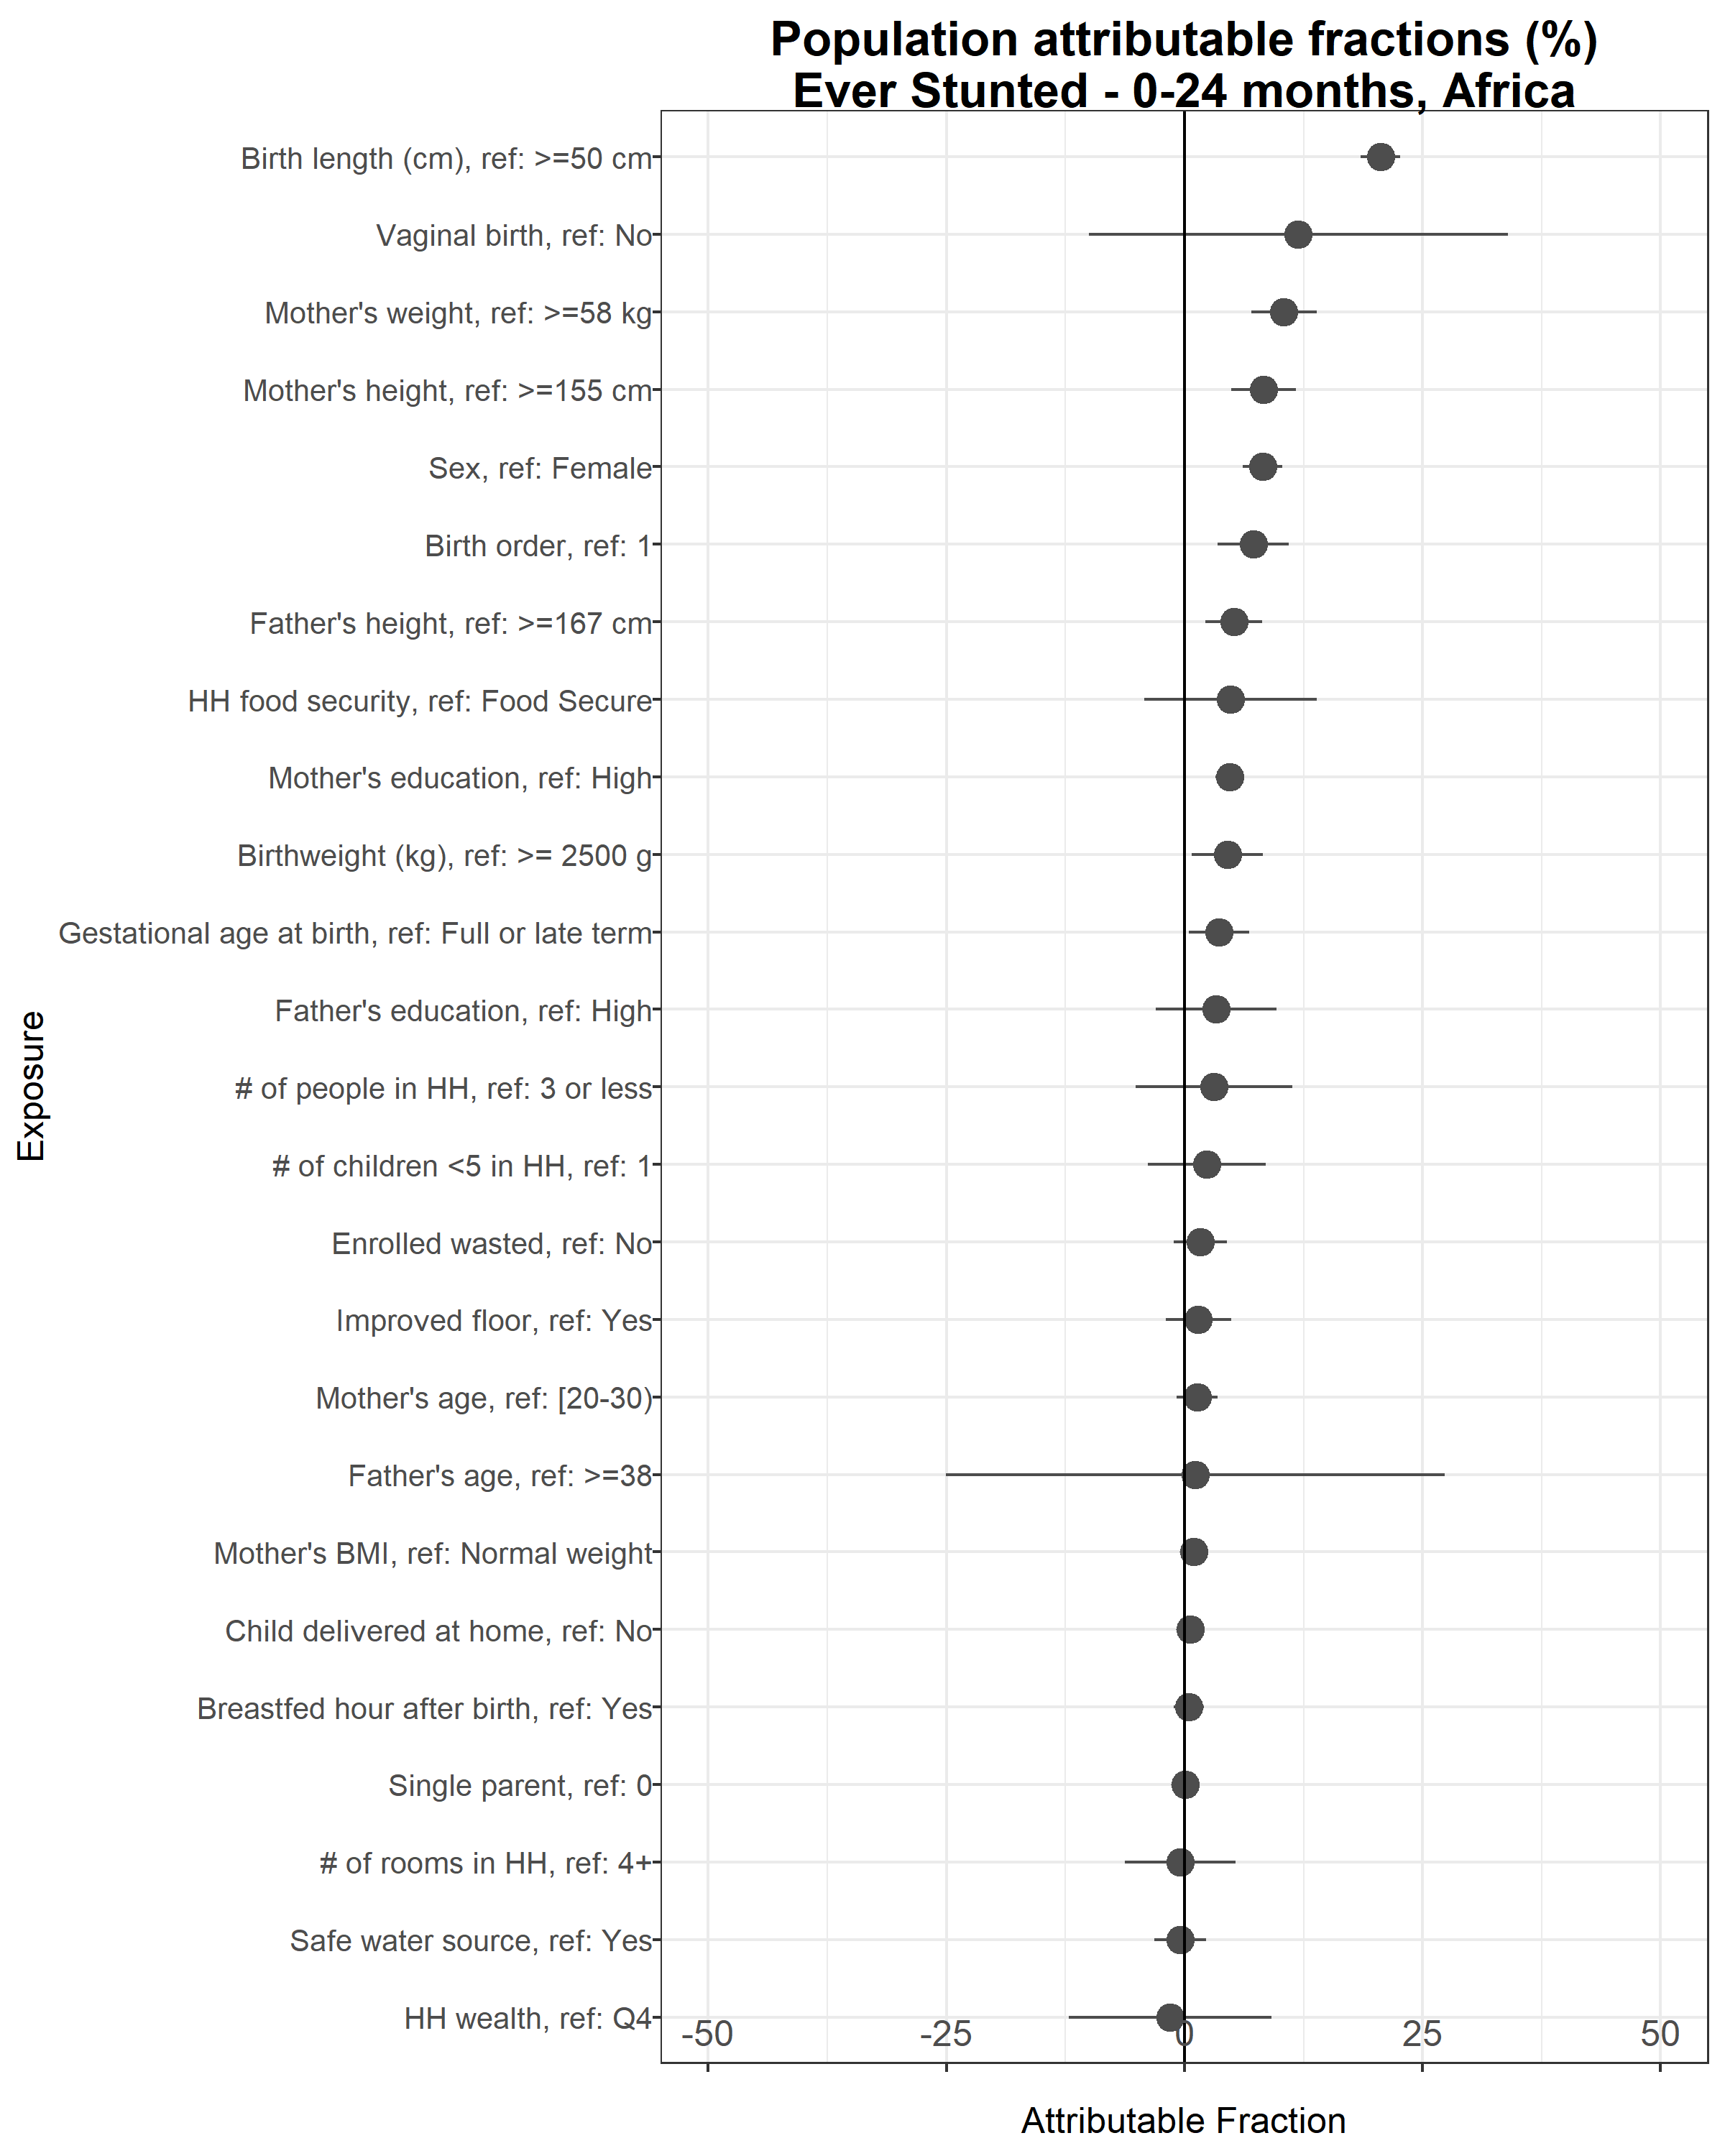 Population attributable fractions (%)
Ever Stunted - 0-24 months, Africa
Birth length (cm), ref: >=50 cm
Vaginal birth, ref: No
Mother's weight, ref: >=58 kg
Mother's height, ref: >=155 cm
Sex, ref: Female
Birth order, ref: 1
Father's height, ref: >=167 cm
HH food security, ref: Food Secure
Mother's education, ref: High
Birthweight (kg), ref: >= 2500 g
Gestational age at birth, ref: Full or late term
Father's education, ref: High
# of people in HH, ref: 3 or less
# of children <5 in HH, ref: 1
Enrolled wasted, ref: No
Improved floor, ref: Yes
Mother's age, ref: [20-30)
Father's age, ref: >=38
Mother's BMI, ref: Normal weight
Child delivered at home, ref: No
Breastfed hour after birth, ref: Yes
Single parent, ref: 0
# of rooms in HH, ref: 4+
Safe water source, ref: Yes
HH wealth, ref: Q4
Exposure
-50 -25 0 25 50
Attributable Fraction